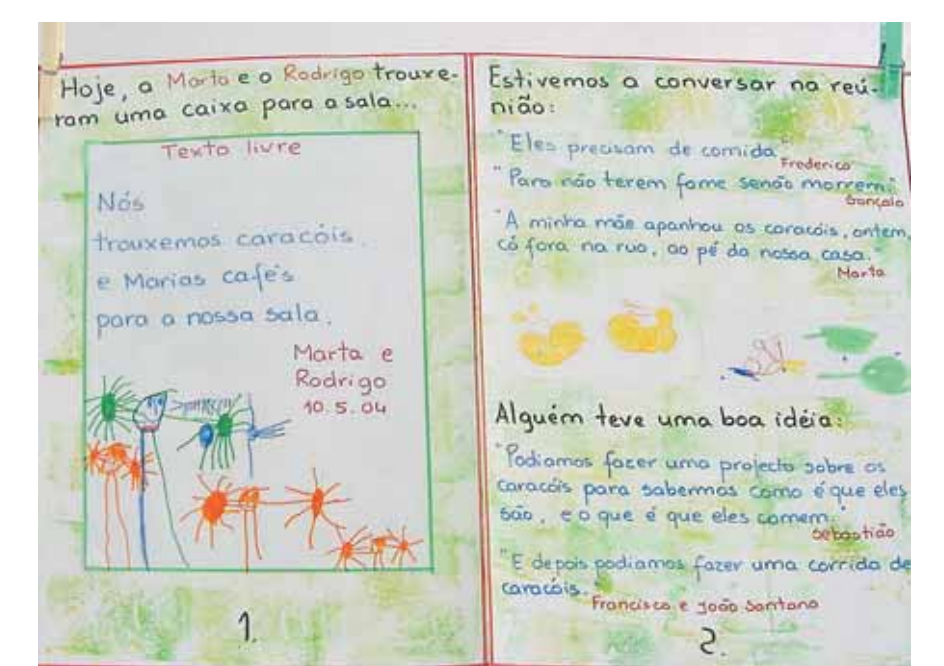 Hoje, a Marta e o Rodrigo trouxe-
ram uma caixa para a sala...
Texto livre
Nós
trouxemos caracóis.
e Marias cafés
para a nossa sala.
Marta e
Rodrigo
10.5.04
1.
Estivemos a conversar na reú-
nião:
"Eles precisam de comida"
Frederico
"Para não terem fome senão morrem."
Gonçalo
"A minha mãe apanhou os caracóis, ontem,
cá fora na rua, ao pé da nossa casa."
Marta
Alguém teve uma boa idéia:
"Podiamos fazer uma projecto sobre os
caracóis para sabermos como é que eles
são, e o que é que eles comem."
Sebastião
"E depois podiamos fazer uma corrida de
caracóis."
Francisco e João Santana
2.